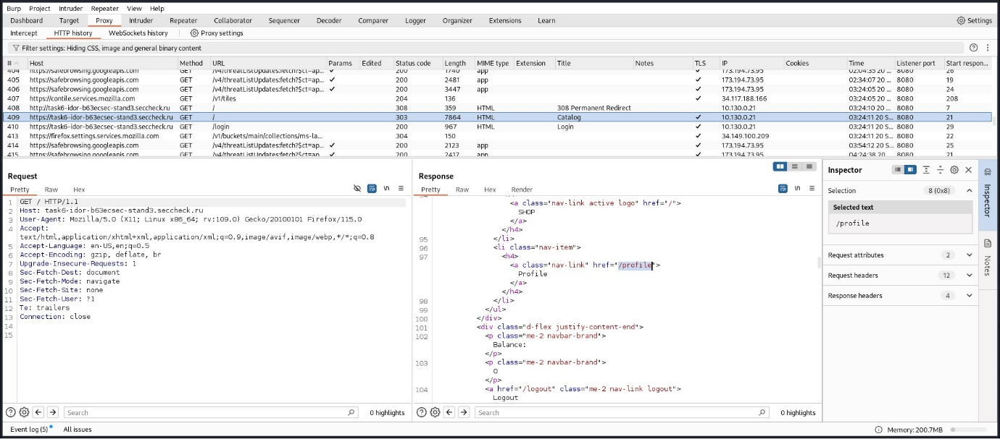 Burp Project Intruder Repeater View Help
Dashboard Target Proxy Intruder Repeater Collaborator Sequencer Decoder Comparer Logger Organizer Extensions Learn Settings
Intercept HTTP history WebSockets history Proxy settings
Filter settings: Hiding CSS, image and general binary content
# Host Method URL Params Edited Status code Length MIME type Extension Title Notes TLS IP Cookies Time Listener port Start respon...
404 https://safebrowsing.googleapis.com GET /v4/threatListUpdates:fetch?$ct=ap... ✓ 200 1740 app ✓ 173.194.73.95 02:04:35 20 ... 8080 26
405 https://safebrowsing.googleapis.com GET /v4/threatListUpdates:fetch?$ct=ap... ✓ 200 2481 app ✓ 173.194.73.95 02:34:07 20 ... 8080 19
406 https://safebrowsing.googleapis.com GET /v4/threatListUpdates:fetch?$ct=ap... ✓ 200 3447 app ✓ 173.194.73.95 03:24:05 20 ... 8080 24
407 https://contile.services.mozilla.com GET /v1/tiles 204 136 ✓ 34.117.188.166 03:24:05 20 ... 8080 208
408 http://task6-idor-b63ecsec-stand3.seccheck.ru GET / 308 359 HTML 308 Permanent Redirect 10.130.0.21 03:24:10 20 ... 8080 7
409 https://task6-idor-b63ecsec-stand3.seccheck.ru GET / 303 7864 HTML Catalog ✓ 10.130.0.21 03:24:11 20 S... 8080 21
410 https://task6-idor-b63ecsec-stand3.seccheck.ru GET /login 200 967 HTML Login ✓ 10.130.0.21 03:24:11 20 S... 8080 29
413 https://firefox.settings.services.mozilla.com GET /v1/buckets/main/collections/ms-la... 304 150 ✓ 34.149.100.209 03:24:11 20 S... 8080 22
414 https://safebrowsing.googleapis.com GET /v4/threatListUpdates:fetch?$ct=ap... ✓ 200 2123 app ✓ 173.194.73.95 03:54:12 20 S... 8080 25
415 https://safebrowsing.googleapis.com GET /v4/threatListUpdates:fetch?$ct=ap... ✓ 200 2417 app ✓ 173.194.73.95 04:24:38 20 ... 8080 21
Request
Pretty Raw Hex \n
1 GET / HTTP/1.1
2 Host: task6-idor-b63ecsec-stand3.seccheck.ru
3 User-Agent: Mozilla/5.0 (X11; Linux x86_64; rv:109.0) Gecko/20100101 Firefox/115.0
4 Accept:
text/html,application/xhtml+xml,application/xml;q=0.9,image/avif,image/webp,*/*;q=0.8
5 Accept-Language: en-US,en;q=0.5
6 Accept-Encoding: gzip, deflate, br
7 Upgrade-Insecure-Requests: 1
8 Sec-Fetch-Dest: document
9 Sec-Fetch-Mode: navigate
10 Sec-Fetch-Site: none
11 Sec-Fetch-User: ?1
12 Te: trailers
13 Connection: close
14
15
Search 0 highlights
Response
Pretty Raw Hex Render \n
<a class="nav-link active logo" href="/">
SHOP
</a>
</h4>
95 </li>
96 <li class="nav-item">
97 <h4>
<a class="nav-link" href="/profile">
Profile
</a>
</h4>
98 </li>
99 </ul>
100 </div>
101 <div class="d-flex justify-content-end">
102 <p class="me-2 navbar-brand">
Balance:
</p>
103 <p class="me-2 navbar-brand">
0
</p>
104 <a href="/logout" class="me-2 nav-link logout">
Logout
Search 0 highlights
Inspector
Selection 8 (0x8)
Selected text
/profile
Request attributes 2
Request headers 12
Response headers 4
Inspector
Notes
Event log (5) All issues Memory: 200.7MB